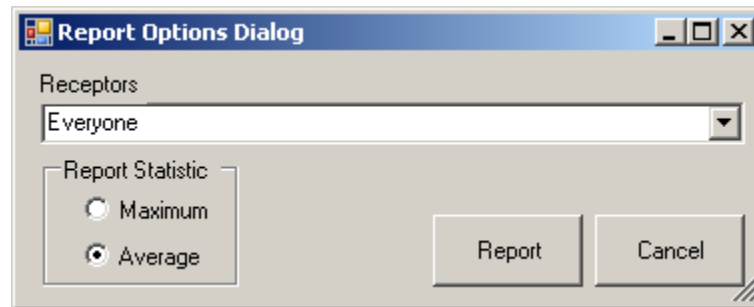 Report Options Dialog
Receptors
Everyone
Report Statistic
Maximum
Average
Report
Cancel